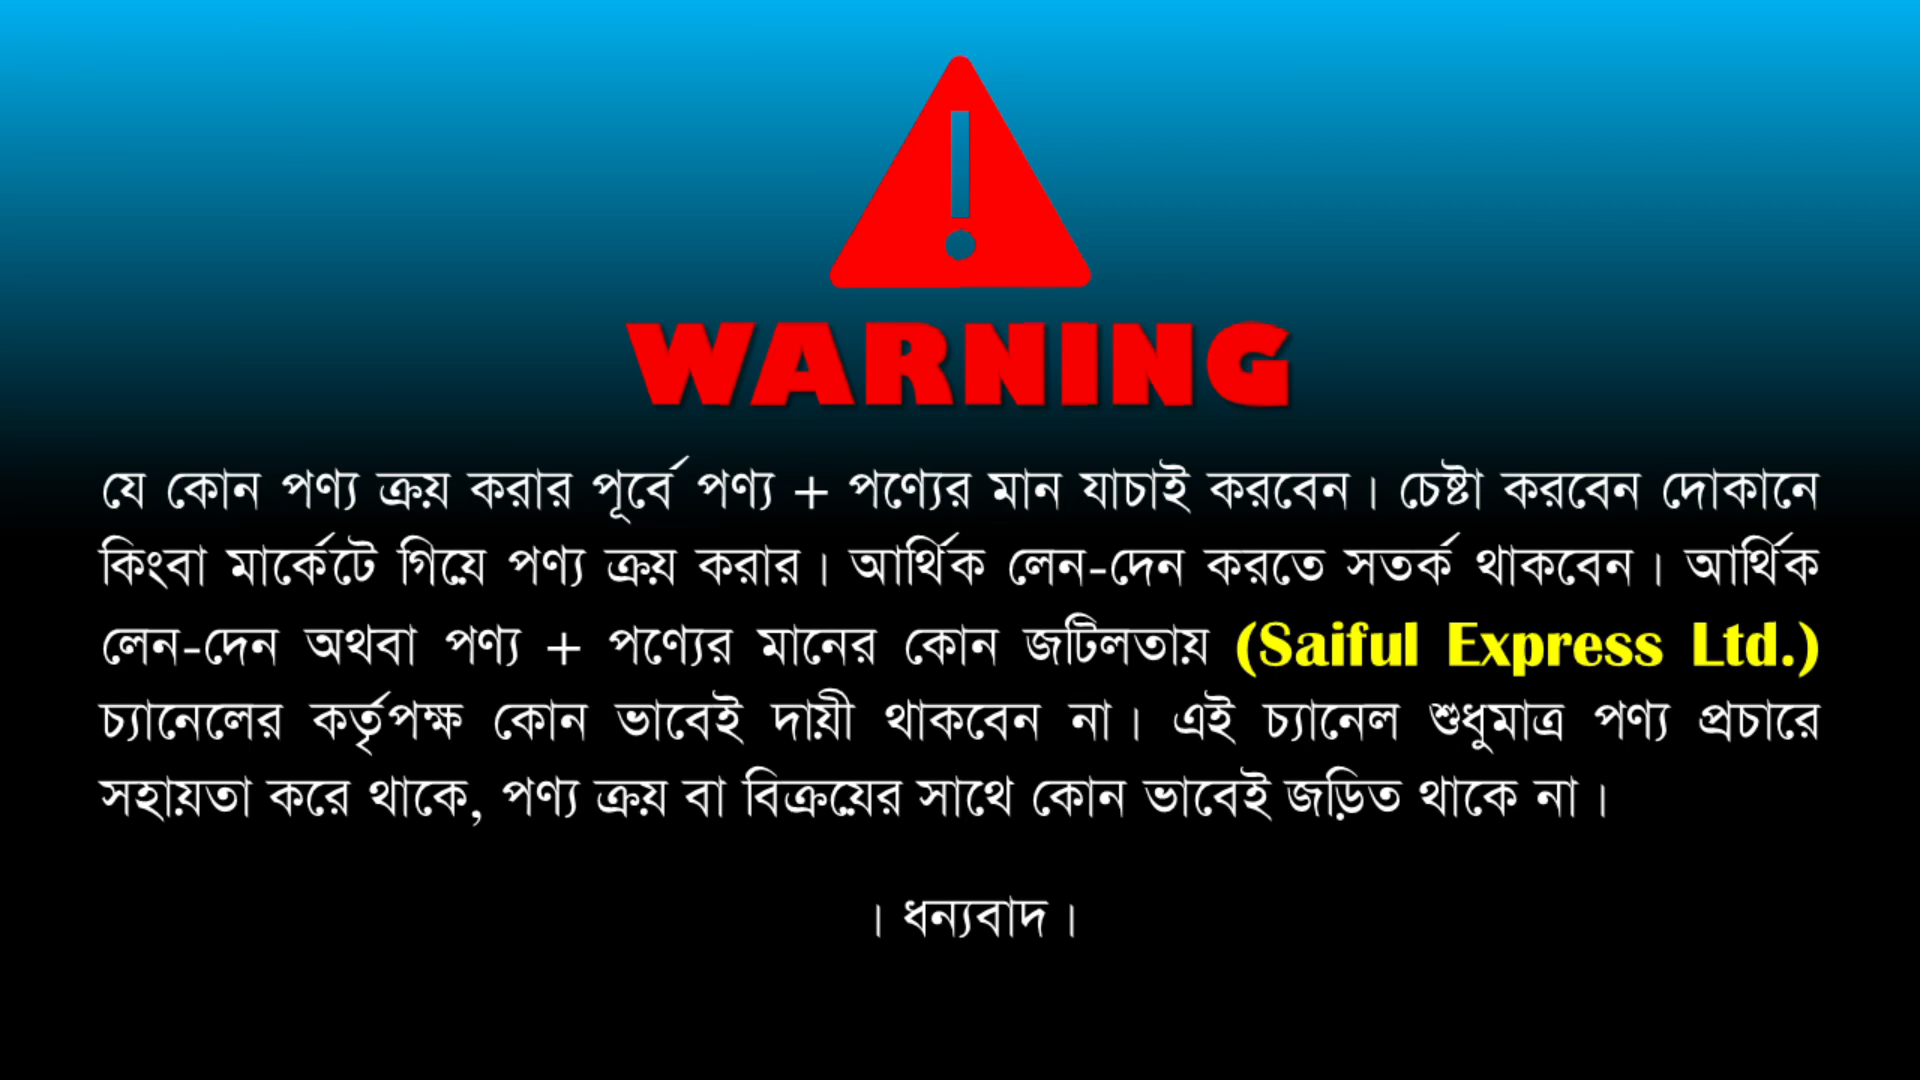 WARNING
যে কোন পণ্য ক্রয় করার পূর্বে পণ্য + পণ্যের মান যাচাই করবেন। চেষ্টা করবেন দোকানে
কিংবা মার্কেটে গিয়ে পণ্য ক্রয় করার। আর্থিক লেন-দেন করতে সতর্ক থাকবেন। আর্থিক
লেন-দেন অথবা পণ্য + পণ্যের মানের কোন জটিলতায় (Saiful Express Ltd.)
চ্যানেলের কর্তৃপক্ষ কোন ভাবেই দায়ী থাকবেন না। এই চ্যানেল শুধুমাত্র পণ্য প্রচারে
সহায়তা করে থাকে, পণ্য ক্রয় বা বিক্রয়ের সাথে কোন ভাবেই জড়িত থাকে না।
। ধন্যবাদ ।